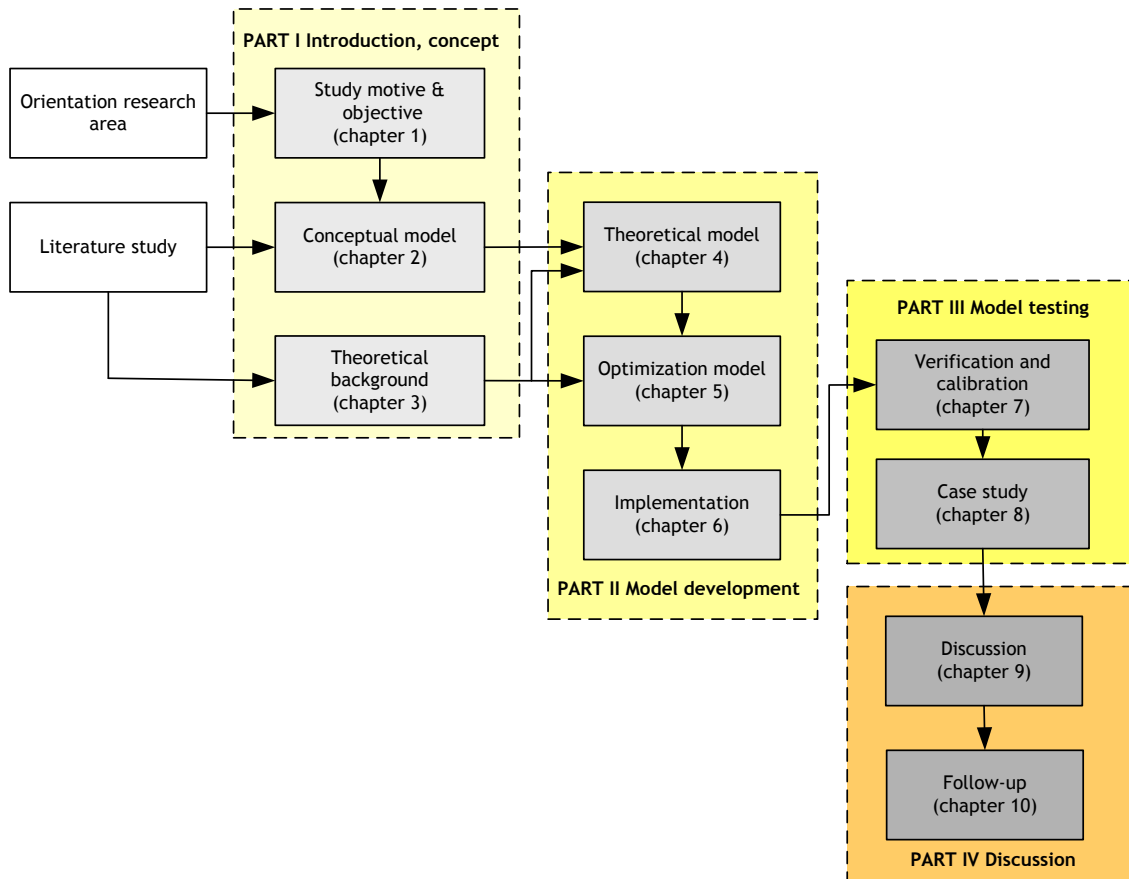 PART I Introduction, concept
Orientation research
area
Study motive &
objective
(chapter 1)
Literature study
Conceptual model
(chapter 2)
Theoretical
background
(chapter 3)
Theoretical model
(chapter 4)
Optimization model
(chapter 5)
Implementation
(chapter 6)
PART II Model development
PART III Model testing
Verification and
calibration
(chapter 7)
Case study
(chapter 8)
Discussion
(chapter 9)
Follow-up
(chapter 10)
PART IV Discussion